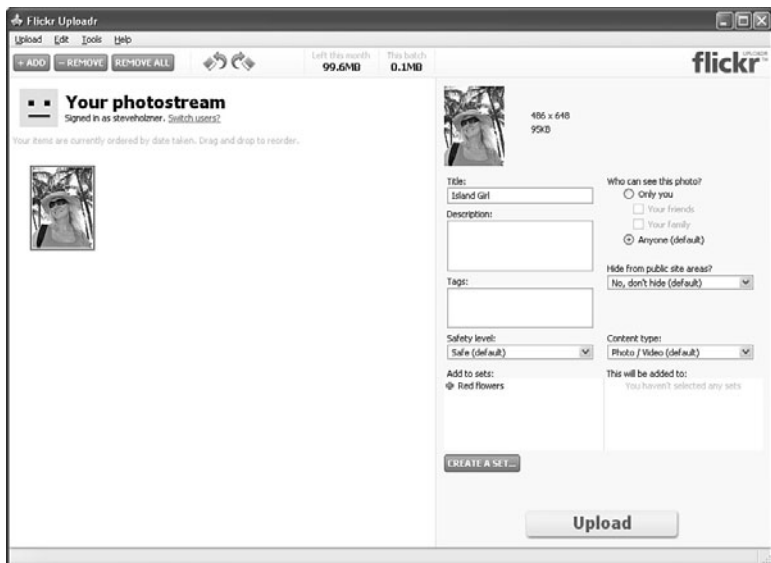 Flickr Uploadr
Upload Edit Tools Help
+ ADD − REMOVE REMOVE ALL
Left this month
99.6MB
This batch
0.1MB
flickr UPLOADR™
Your photostream
Signed in as steveholzner. Switch users?
Your items are currently ordered by date taken. Drag and drop to reorder.
486 x 648
95KB
Title:
Island Girl
Description:
Tags:
Safety level:
Safe (default)
Add to sets:
Red flowers
CREATE A SET...
Who can see this photo?
Only you
Your friends
Your family
Anyone (default)
Hide from public site areas?
No, don't hide (default)
Content type:
Photo / Video (default)
This will be added to:
You haven't selected any sets
Upload